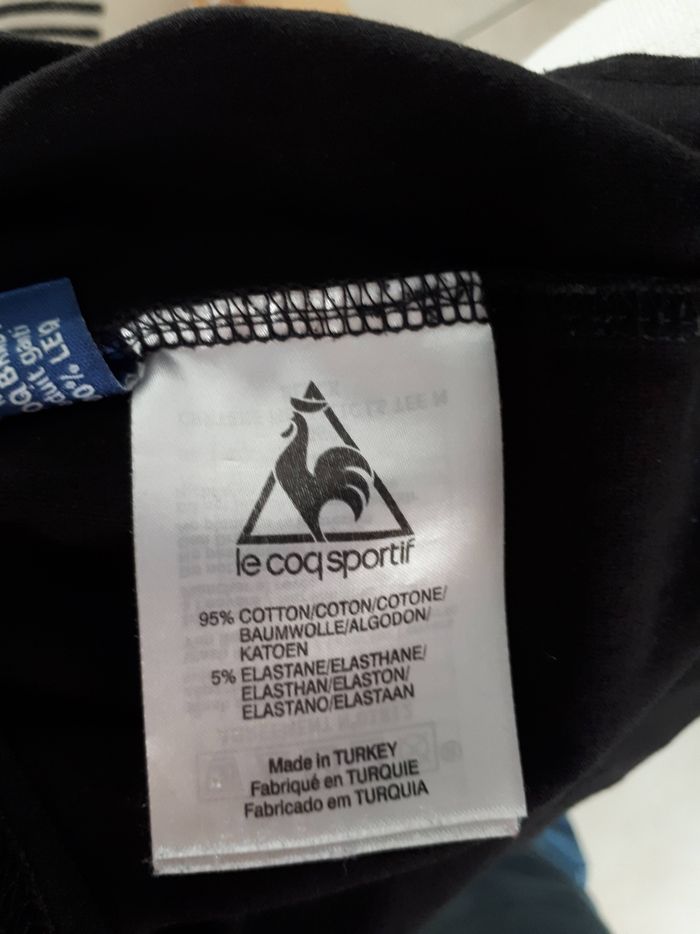 le coq sportif
95% COTTON/COTON/COTONE/
BAUMWOLLE/ALGODON/
KATOEN
5% ELASTANE/ELASTHANE/
ELASTHAN/ELASTON/
ELASTANO/ELASTAAN
Made in TURKEY
Fabriqué en TURQUIE
Fabricado em TURQUIA